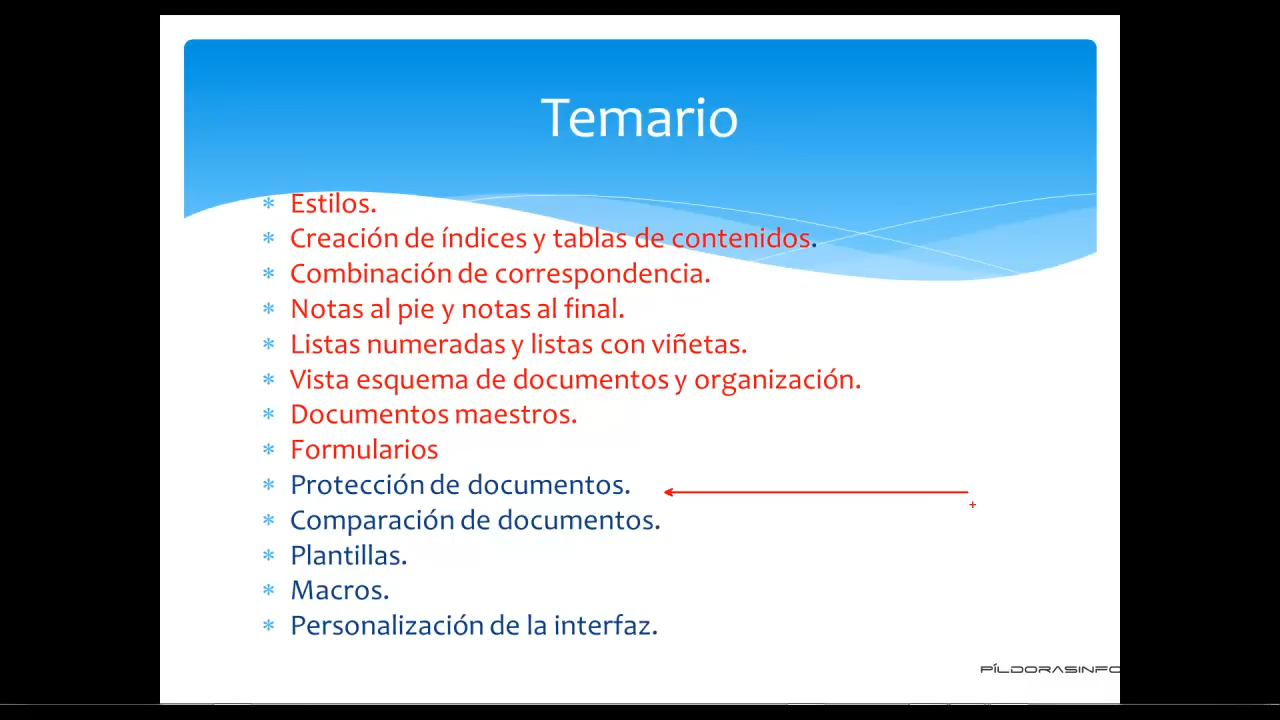 Temario
* Estilos.
* Creación de índices y tablas de contenidos.
* Combinación de correspondencia.
* Notas al pie y notas al final.
* Listas numeradas y listas con viñetas.
* Vista esquema de documentos y organización.
* Documentos maestros.
* Formularios
* Protección de documentos.
* Comparación de documentos.
* Plantillas.
* Macros.
* Personalización de la interfaz.
PÍLDORASINFO